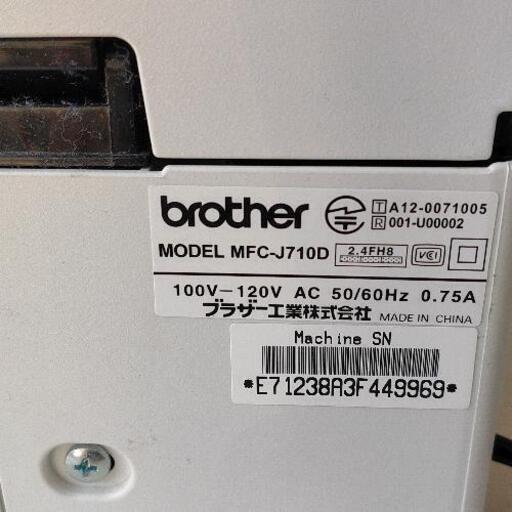 brother
T A12-0071005
R 001-U00002
MODEL MFC-J710D 2.4FH8 VCI
100V-120V AC 50/60Hz 0.75A
ブラザー工業株式会社 MADE IN CHINA
Machine SN
*E71238A3F449969*